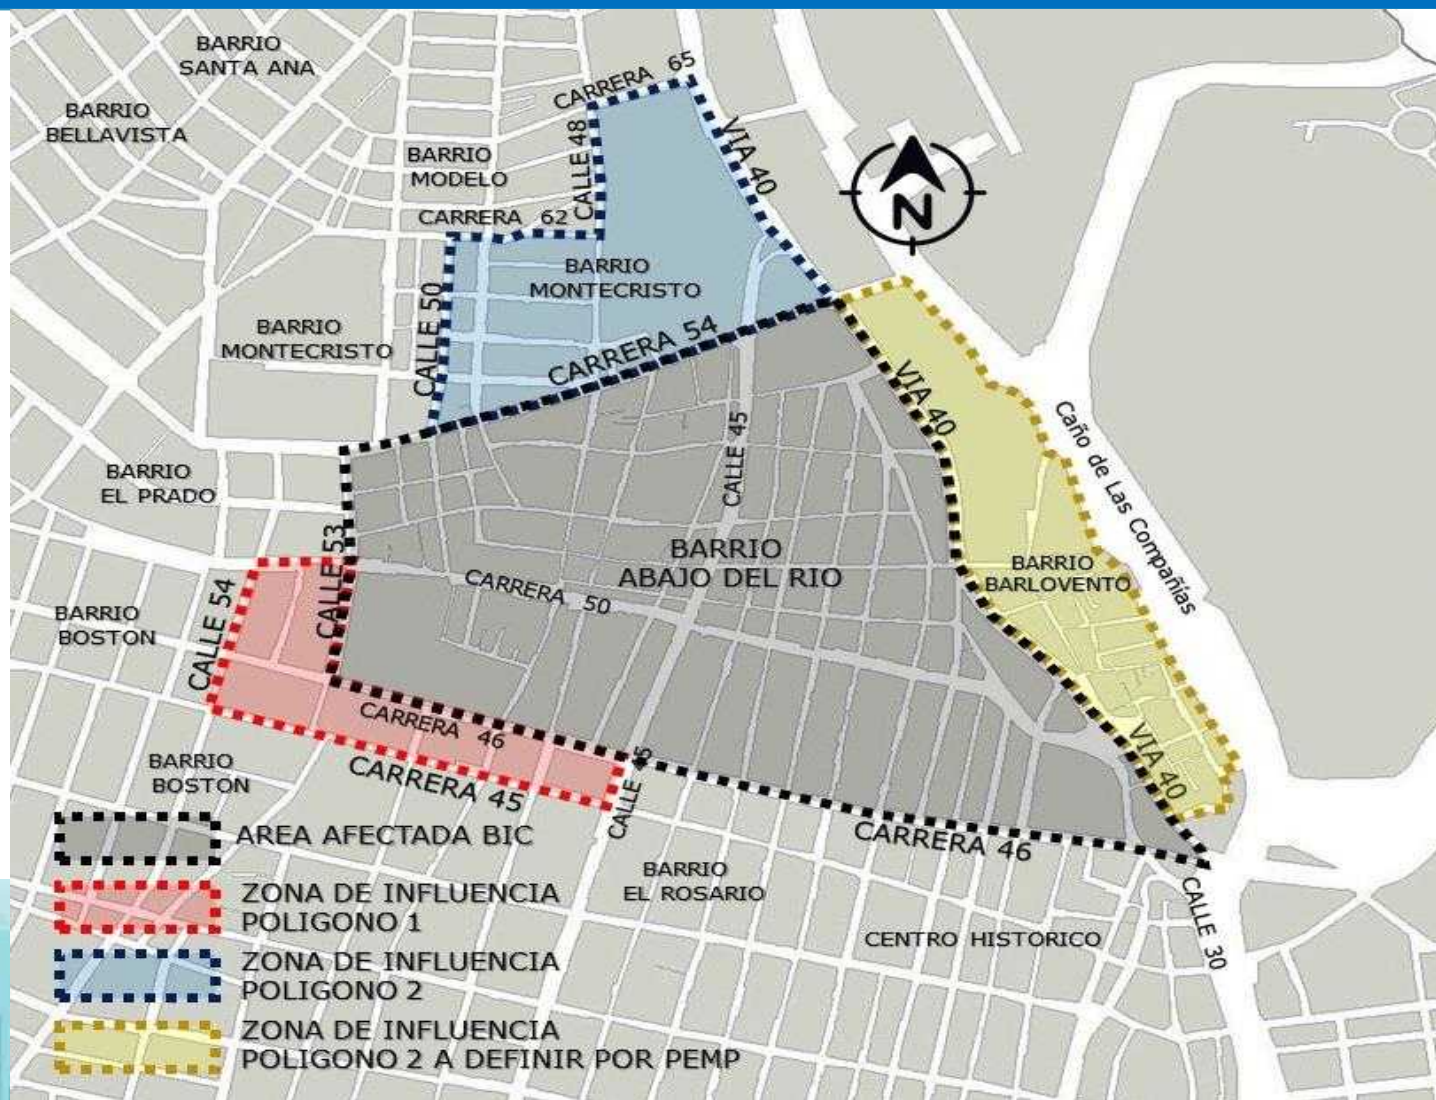 BARRIO
SANTA ANA
BARRIO
BELLAVISTA
CARRERA 65
BARRIO
MODELO
CALLE 48
VIA 40
N
CARRERA 62
BARRIO
MONTECRISTO
CALLE 50
BARRIO
MONTECRISTO
CARRERA 54
VIA 40
Caño de Las Compañias
CALLE 45
BARRIO
EL PRADO
CALLE 53
BARRIO
ABAJO DEL RIO
BARRIO
BARLOVENTO
CARRERA 50
CALLE 54
BARRIO
BOSTON
CARRERA 46
VIA 40
BARRIO
BOSTON
CARRERA 45
CALLE 45
CARRERA 46
BARRIO
EL ROSARIO
CALLE 30
CENTRO HISTORICO
AREA AFECTADA BIC
ZONA DE INFLUENCIA
POLIGONO 1
ZONA DE INFLUENCIA
POLIGONO 2
ZONA DE INFLUENCIA
POLIGONO 2 A DEFINIR POR PEMP